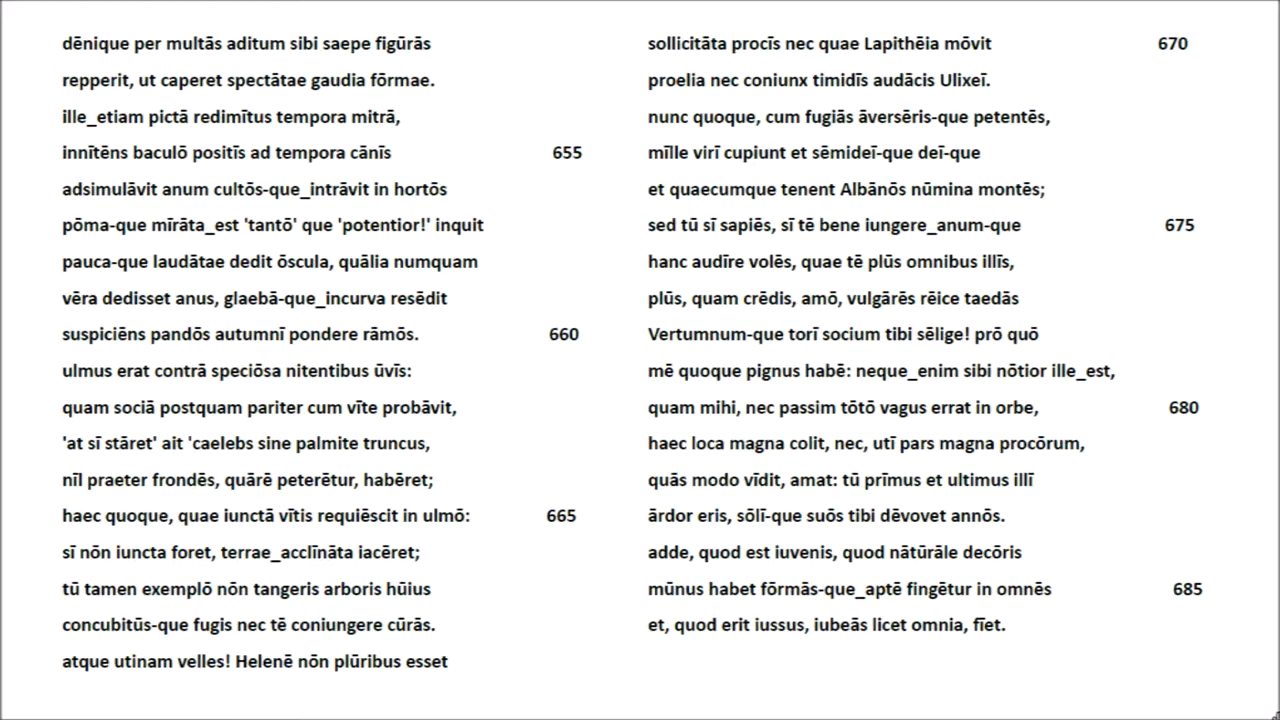 dēnique per multās aditum sibi saepe figūrās
repperit, ut caperet spectātae gaudia fōrmae.
ille_etiam pictā redimītus tempora mitrā,
innītēns baculō positīs ad tempora cānīs 655
adsimulāvit anum cultōs-que_intrāvit in hortōs
pōma-que mīrāta_est 'tantō' que 'potentior!' inquit
pauca-que laudātae dedit ōscula, quālia numquam
vēra dedisset anus, glaebā-que_incurva resēdit
suspiciēns pandōs autumnī pondere rāmōs. 660
ulmus erat contrā speciōsa nitentibus ūvīs:
quam sociā postquam pariter cum vīte probāvit,
'at sī stāret' ait 'caelebs sine palmite truncus,
nīl praeter frondēs, quārē peterētur, habēret;
haec quoque, quae iunctā vītis requiēscit in ulmō: 665
sī nōn iuncta foret, terrae_acclīnāta iacēret;
tū tamen exemplō nōn tangeris arboris hūius
concubitūs-que fugis nec tē coniungere cūrās.
atque utinam velles! Helenē nōn plūribus esset
sollicitāta procīs nec quae Lapithēia mōvit 670
proelia nec coniunx timidīs audācis Ulixeī.
nunc quoque, cum fugiās āversēris-que petentēs,
mīlle virī cupiunt et sēmideī-que deī-que
et quaecumque tenent Albānōs nūmina montēs;
sed tū sī sapiēs, sī tē bene iungere_anum-que 675
hanc audīre volēs, quae tē plūs omnibus illīs,
plūs, quam crēdis, amō, vulgārēs rēice taedās
Vertumnum-que torī socium tibi sēlige! prō quō
mē quoque pignus habē: neque_enim sibi nōtior ille_est,
quam mihi, nec passim tōtō vagus errat in orbe, 680
haec loca magna colit, nec, utī pars magna procōrum,
quās modo vīdit, amat: tū prīmus et ultimus illī
ārdor eris, sōlī-que suōs tibi dēvovet annōs.
adde, quod est iuvenis, quod nātūrāle decōris
mūnus habet fōrmās-que_aptē fingētur in omnēs 685
et, quod erit iussus, iubeās licet omnia, fīet.